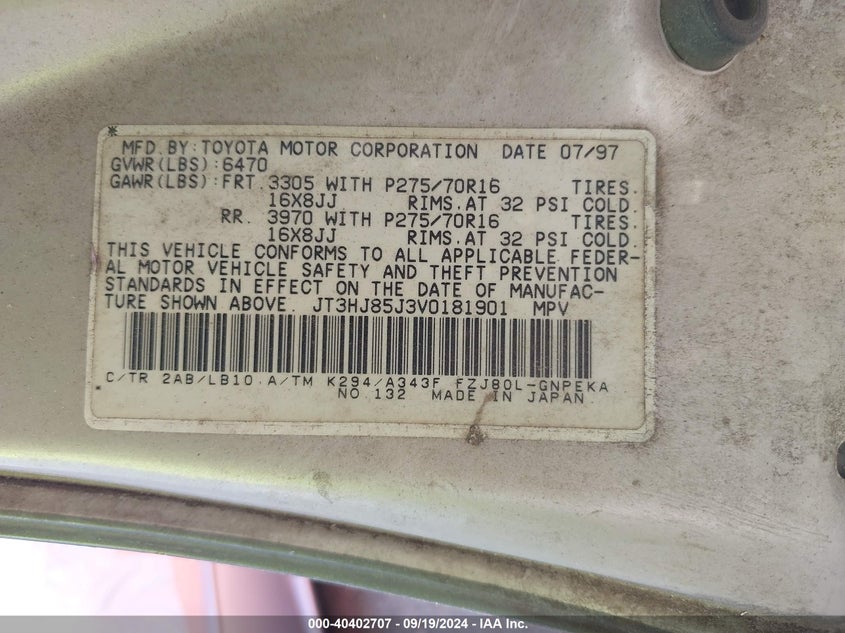 MFD.BY:TOYOTA MOTOR CORPORATION DATE 07/97
GVWR(LBS):6470
GAWR(LBS):FRT.3305 WITH P275/70R16 TIRES.
16X8JJ RIMS.AT 32 PSI COLD.
RR. 3970 WITH P275/70R16 TIRES.
16X8JJ RIMS.AT 32 PSI COLD.
THIS VEHICLE CONFORMS TO ALL APPLICABLE FEDER-
AL MOTOR VEHICLE SAFETY AND THEFT PREVENTION
STANDARDS IN EFFECT ON THE DATE OF MANUFAC-
TURE SHOWN ABOVE. JT3HJ85J3V0181901 MPV
C/TR 2AB/LB10 A/TM K294/A343F FZJ80L-GNPEKA
NO.132 MADE IN JAPAN
000-40402707 - 09/19/2024 - IAA Inc.